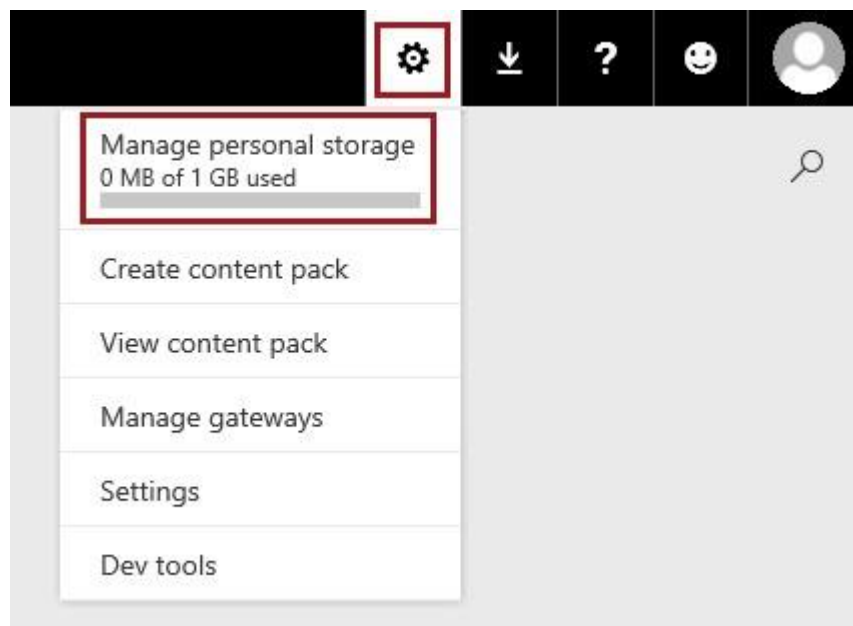 ?
Manage personal storage
0 MB of 1 GB used
Create content pack
View content pack
Manage gateways
Settings
Dev tools